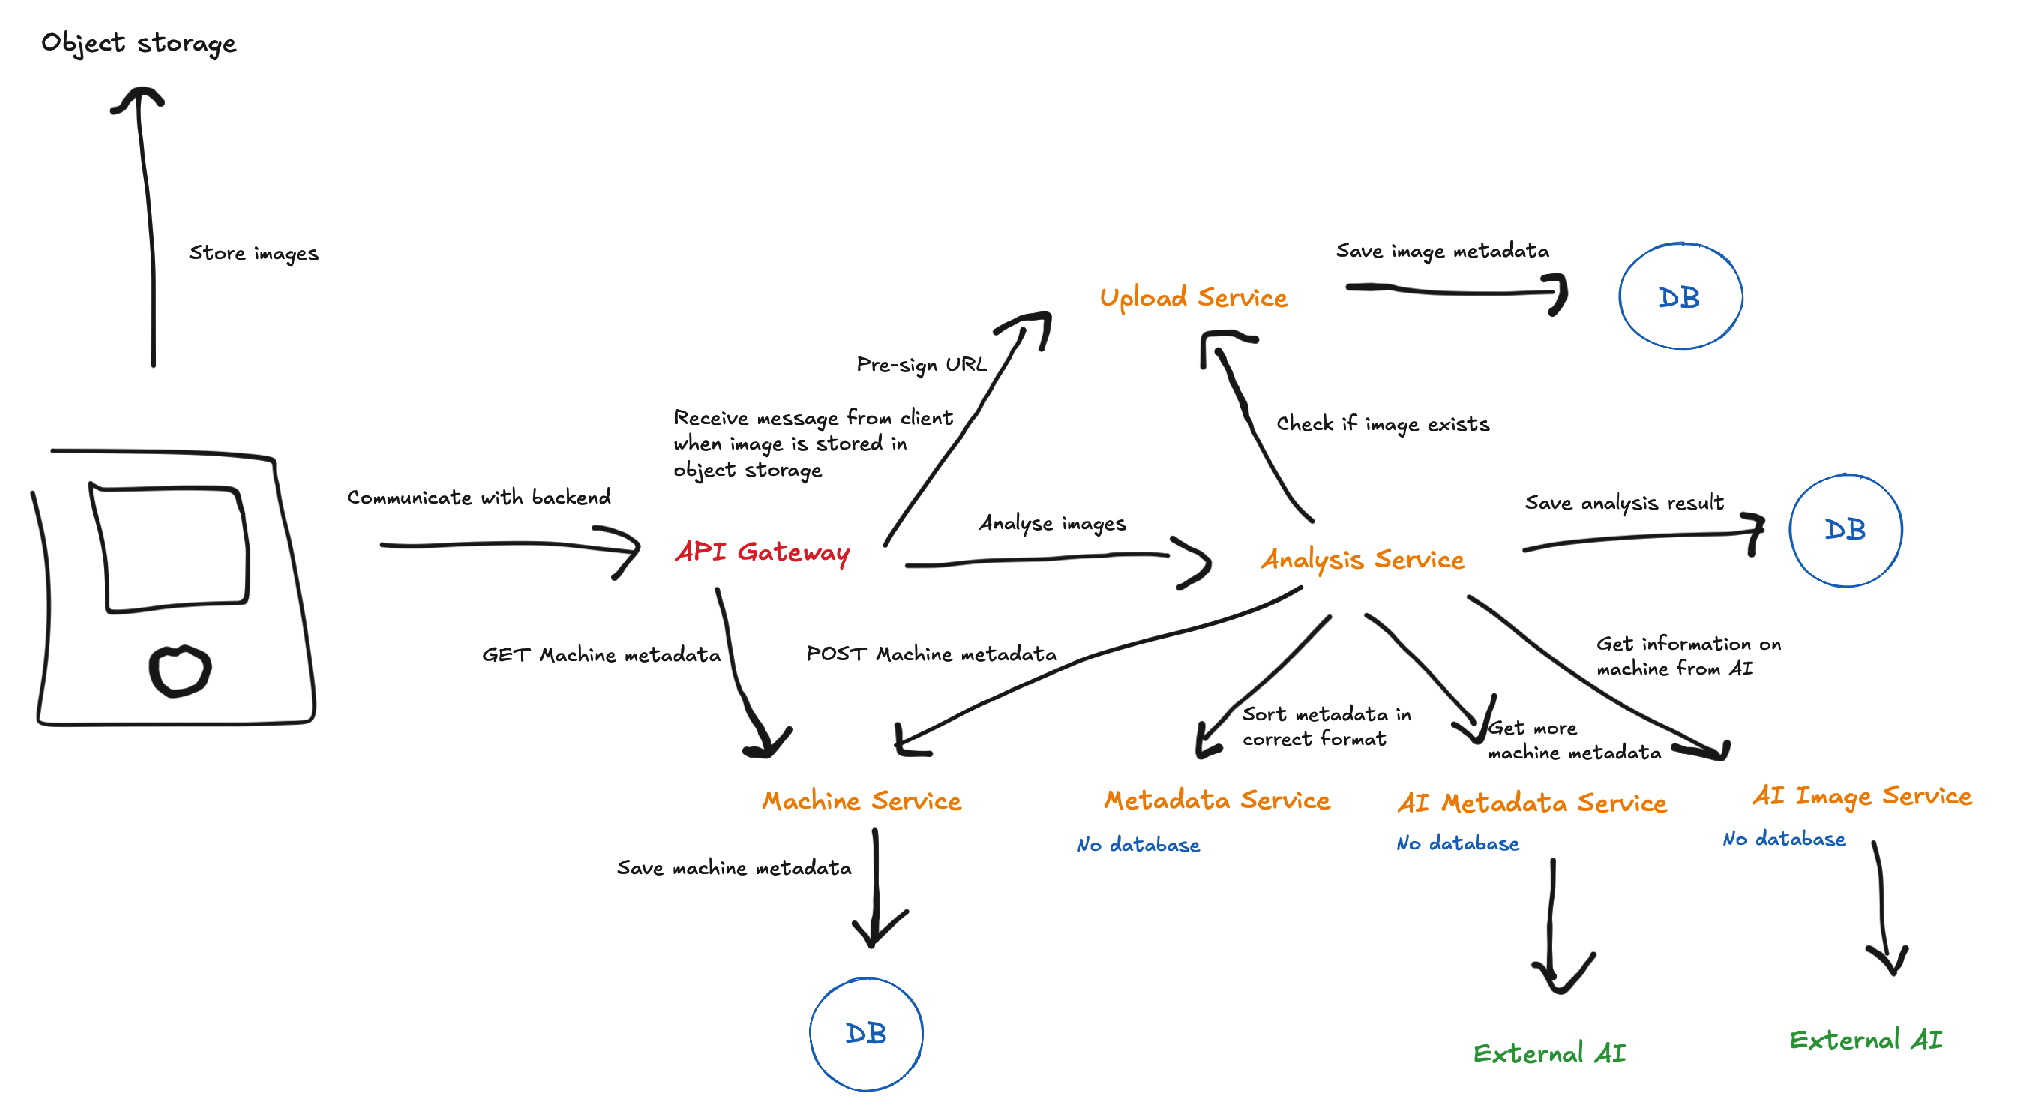 Object storage
Store images
Save image metadata
Upload Service
DB
Pre-sign URL
Receive message from client
when image is stored in
object storage
Check if image exists
Communicate with backend
Analyse images
Save analysis result
API Gateway
Analysis Service
DB
GET Machine metadata
POST Machine metadata
Get information on
machine from AI
Sort metadata in
correct format
Get more
machine metadata
Machine Service
Metadata Service
AI Metadata Service
AI Image Service
No database
No database
No database
Save machine metadata
DB
External AI
External AI